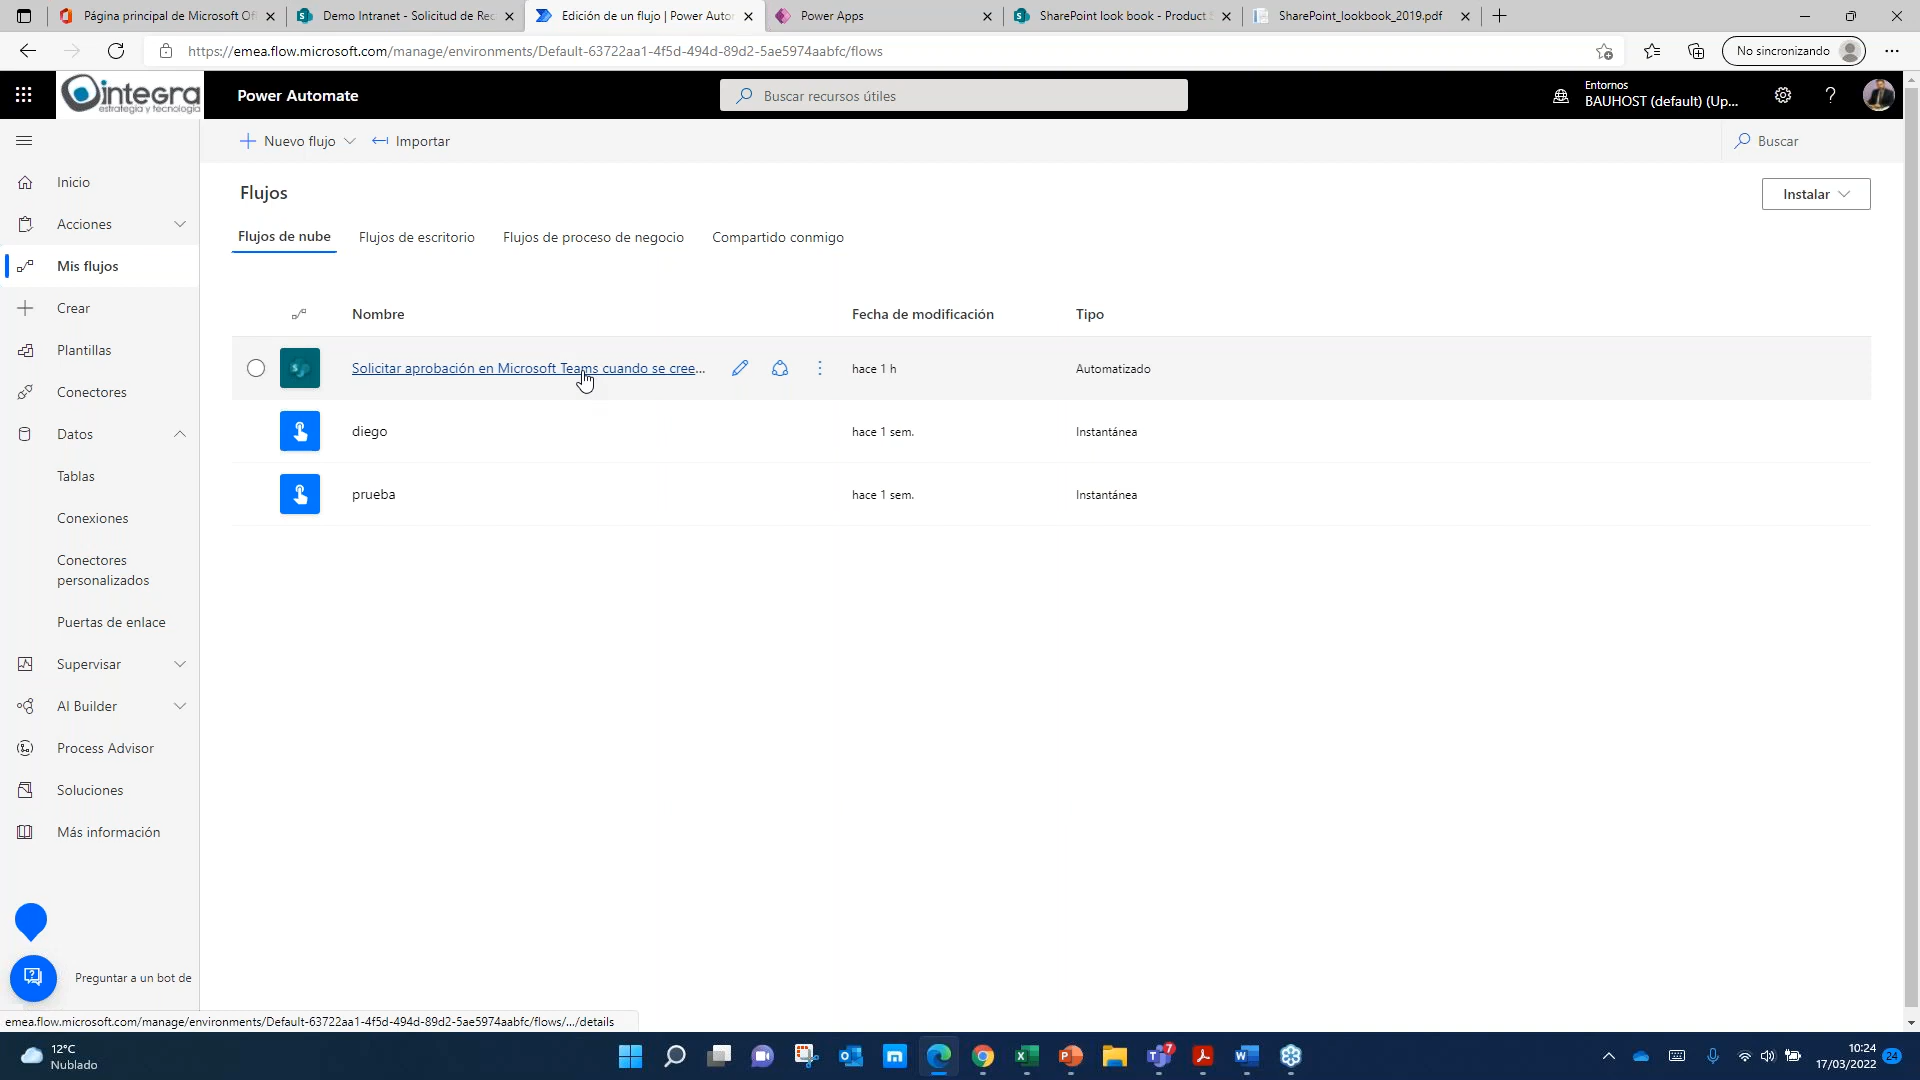 Página principal de Microsoft Of
Demo Intranet - Solicitud de Rec
Edición de un flujo | Power Autor
Power Apps
SharePoint look book - Product S
SharePoint_lookbook_2019.pdf
https://emea.flow.microsoft.com/manage/environments/Default-63722aa1-4f5d-494d-89d2-5ae5974aabfc/flows
No sincronizando
integra
estrategia y tecnología
Power Automate
Buscar recursos útiles
Entornos
BAUHOST (default) (Up...
?
Nuevo flujo
Importar
Buscar
Inicio
Acciones
Mis flujos
Crear
Plantillas
Conectores
Datos
Tablas
Conexiones
Conectores
personalizados
Puertas de enlace
Supervisar
AI Builder
Process Advisor
Soluciones
Más información
Preguntar a un bot de
Flujos
Instalar
Flujos de nube
Flujos de escritorio
Flujos de proceso de negocio
Compartido conmigo
Nombre
Fecha de modificación
Tipo
Solicitar aprobación en Microsoft Teams cuando se cree...
hace 1 h
Automatizado
diego
hace 1 sem.
Instantánea
prueba
hace 1 sem.
Instantánea
emea.flow.microsoft.com/manage/environments/Default-63722aa1-4f5d-494d-89d2-5ae5974aabfc/flows/.../details
12°C
Nublado
7
10:24
17/03/2022
24